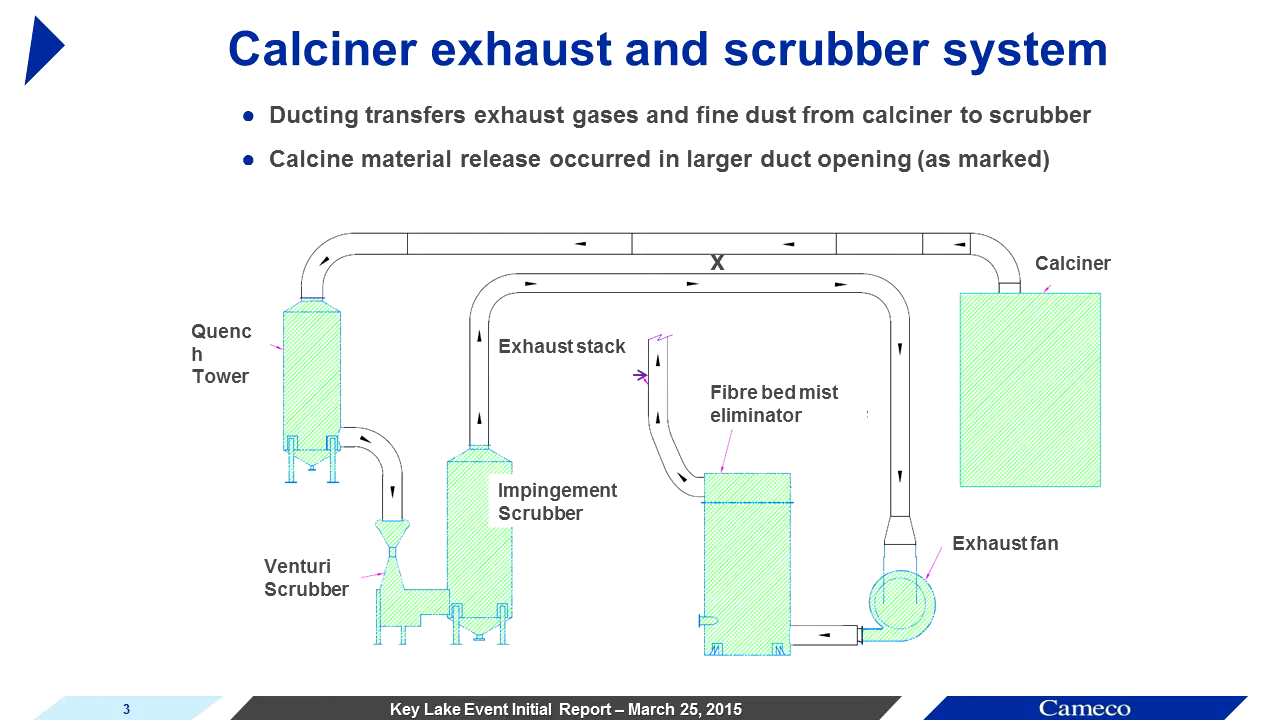 Calciner exhaust and scrubber system
● Ducting transfers exhaust gases and fine dust from calciner to scrubber
● Calcine material release occurred in larger duct opening (as marked)
X
Calciner
Quenc
h
Tower
Exhaust stack
Fibre bed mist
eliminator
Impingement
Scrubber
Exhaust fan
Venturi
Scrubber
3
Key Lake Event Initial Report – March 25, 2015
Cameco